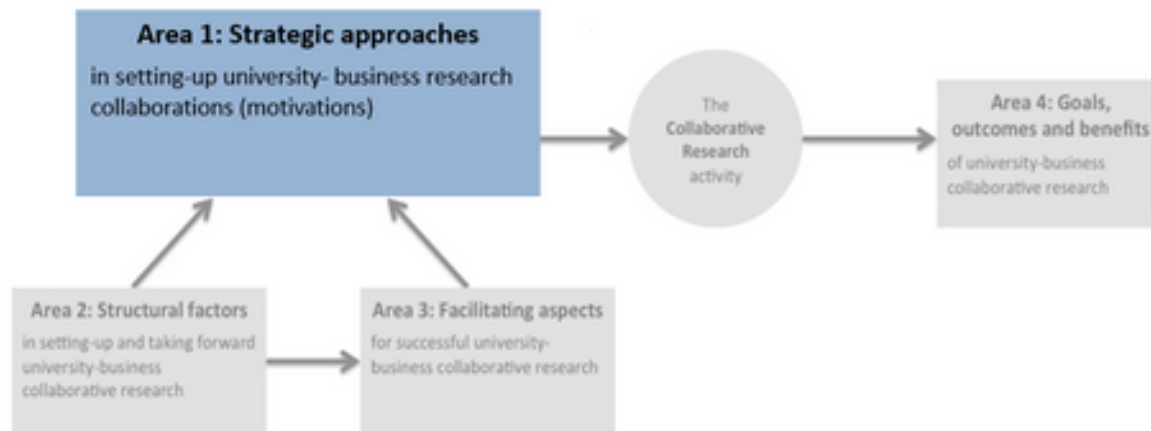 Area 1: Strategic approaches
in setting-up university- business research
collaborations (motivations)
The
Collaborative
Research
activity
Area 4: Goals,
outcomes and benefits
of university-business
collaborative research
Area 2: Structural factors
in setting-up and taking forward
university-business
collaborative research
Area 3: Facilitating aspects
for successful university-
business collaborative research